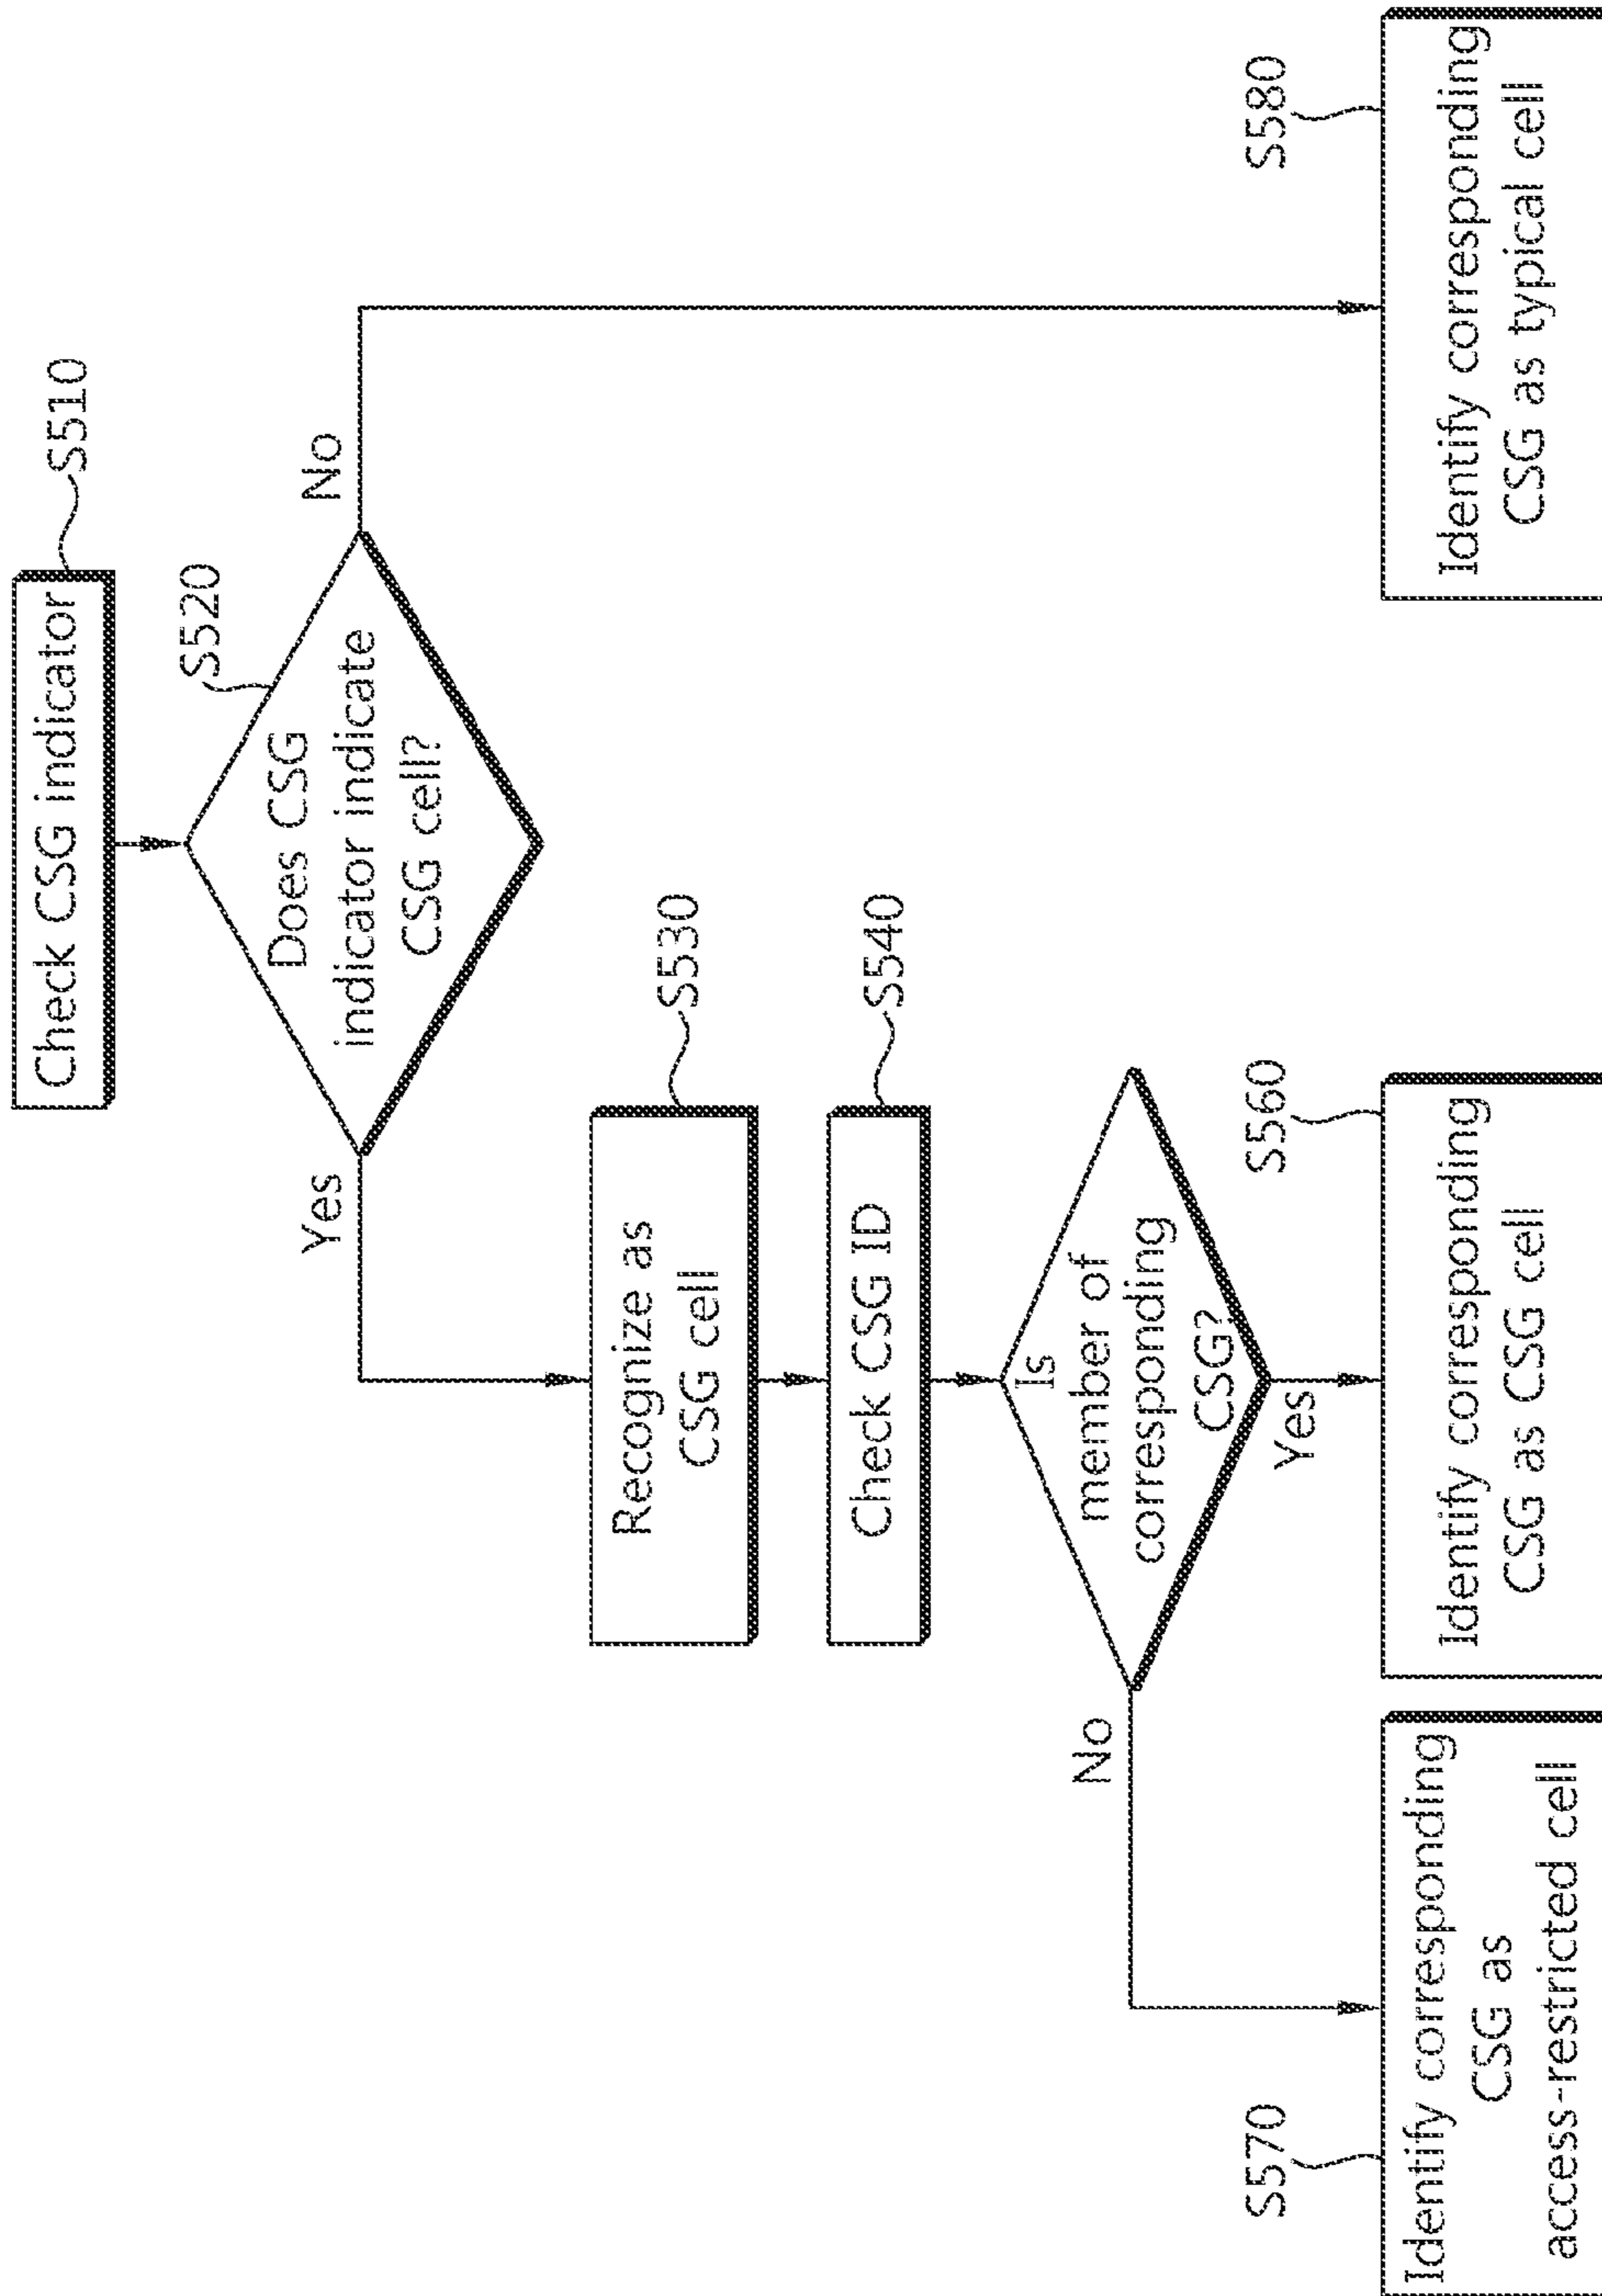 Check CSG indicator
S510
S520
Does CSG
indicator indicate
CSG cell?
Yes
No
Recognize as
CSG cell
S530
Check CSG ID
S540
Is
member of
corresponding
CSG?
No
Yes
S570
Identify corresponding
CSG as
access-restricted cell
S560
Identify corresponding
CSG as CSG cell
S580
Identify corresponding
CSG as typical cell